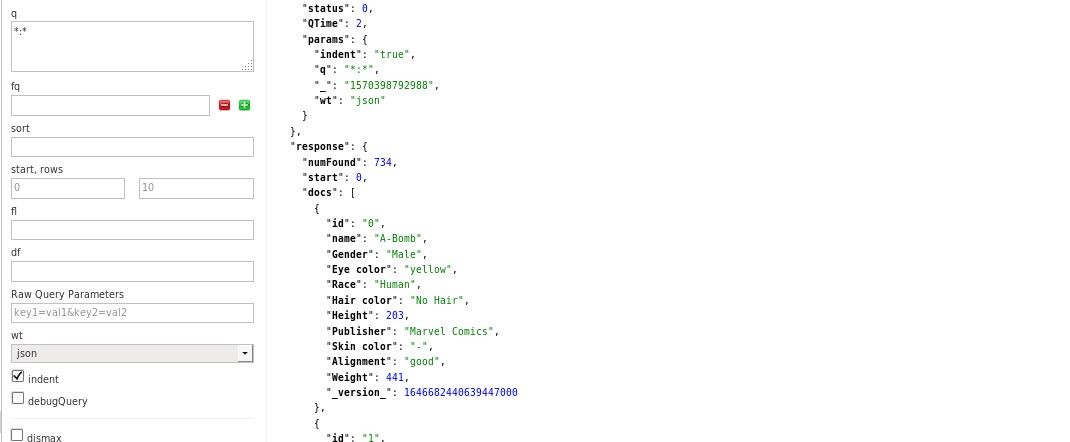 q
*:*
fq
sort
start, rows
0 10
fl
df
Raw Query Parameters
key1=val1&key2=val2
wt
json
indent
debugQuery
dismax
"status": 0,
"QTime": 2,
"params": {
"indent": "true",
"q": "*:*",
"_": "1570398792988",
"wt": "json"
}
},
"response": {
"numFound": 734,
"start": 0,
"docs": [
{
"id": "0",
"name": "A-Bomb",
"Gender": "Male",
"Eye color": "yellow",
"Race": "Human",
"Hair color": "No Hair",
"Height": 203,
"Publisher": "Marvel Comics",
"Skin color": "-",
"Alignment": "good",
"Weight": 441,
"_version_": 1646682440639447000
},
{
"id": "1",